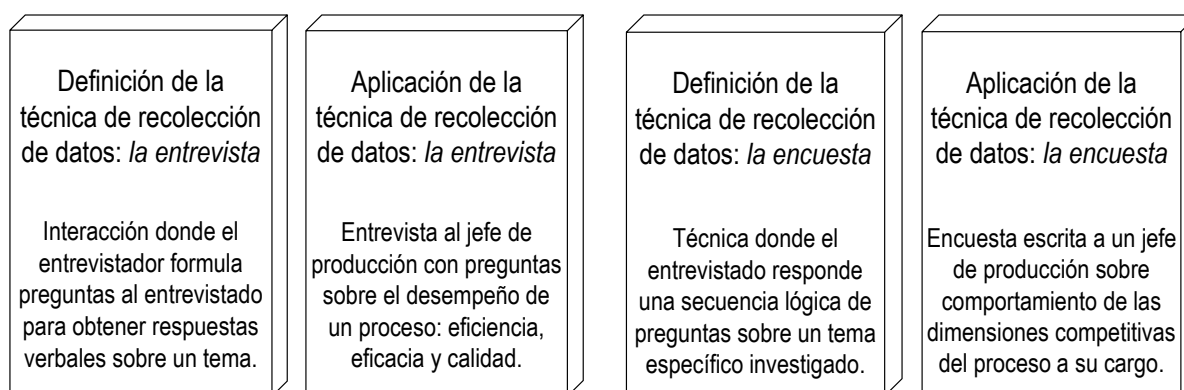 Definición de la
técnica de recolección
de datos: la entrevista
Interacción donde el
entrevistador formula
preguntas al entrevistado
para obtener respuestas
verbales sobre un tema.
Aplicación de la
técnica de recolección
de datos: la entrevista
Entrevista al jefe de
producción con preguntas
sobre el desempeño de
un proceso: eficiencia,
eficacia y calidad.
Definición de la
técnica de recolección
de datos: la encuesta
Técnica donde el
entrevistado responde
una secuencia lógica de
preguntas sobre un tema
específico investigado.
Aplicación de la
técnica de recolección
de datos: la encuesta
Encuesta escrita a un jefe
de producción sobre
comportamiento de las
dimensiones competitivas
del proceso a su cargo.